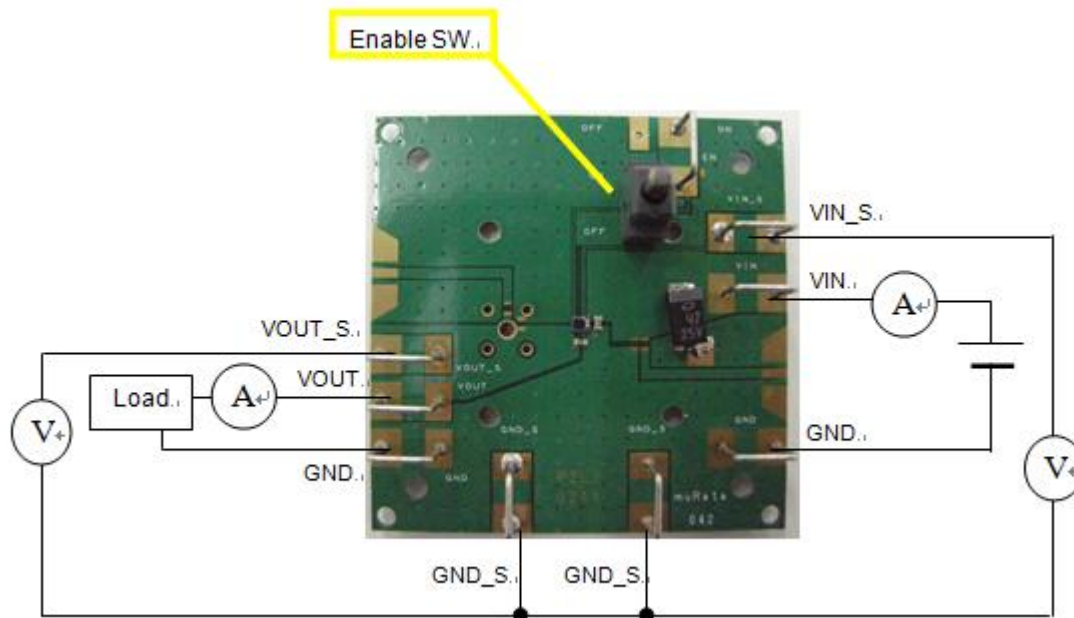 Enable SW.
OFF
ON
EN
VIN_S
VIN_S.
OFF
VIN
VIN.
A
VOUT_S.
VOUT_S
VOUT.
VOUT
Load.
A
V
GND_S
GND_S
GND
GND.
GND.
GND
V
muRata
042
GND_S.
GND_S.